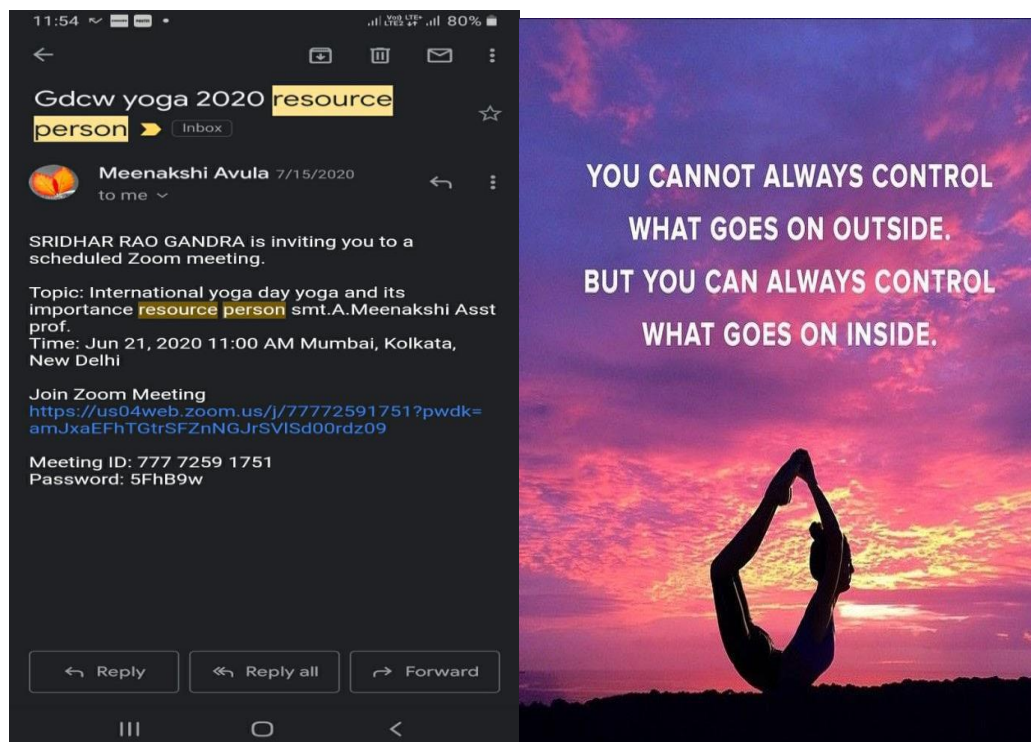 11:54
80%
Gdcw yoga 2020 resource
person
Inbox
Meenakshi Avula 7/15/2020
to me
SRIDHAR RAO GANDRA is inviting you to a
scheduled Zoom meeting.
Topic: International yoga day yoga and its
importance resource person smt.A.Meenakshi Asst
prof.
Time: Jun 21, 2020 11:00 AM Mumbai, Kolkata,
New Delhi
Join Zoom Meeting
https://us04web.zoom.us/j/77772591751?pwdk=
amJxaEFhTGtrSFZnNGJrSVlSd00rdz09
Meeting ID: 777 7259 1751
Password: 5FhB9w
Reply
Reply all
Forward
YOU CANNOT ALWAYS CONTROL
WHAT GOES ON OUTSIDE.
BUT YOU CAN ALWAYS CONTROL
WHAT GOES ON INSIDE.